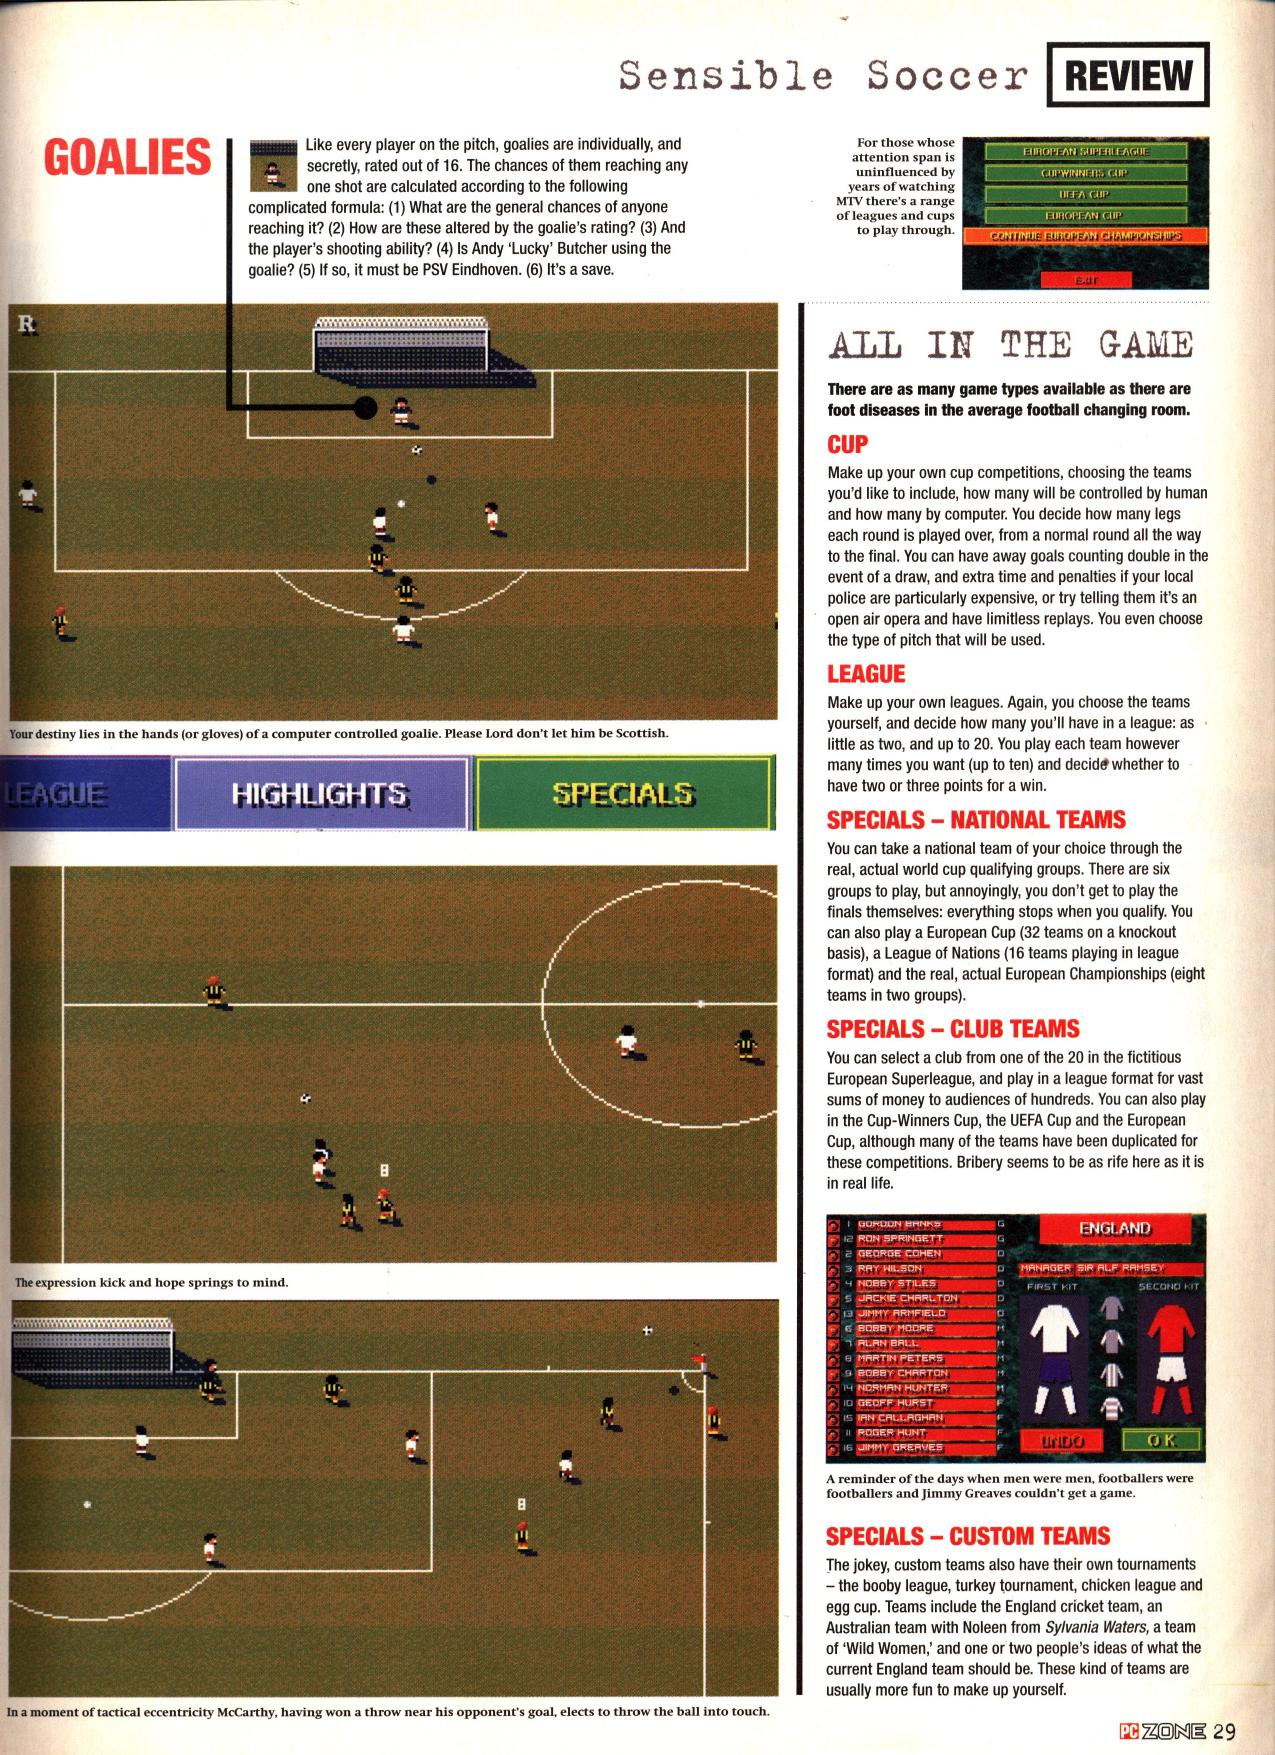 Sensible Soccer REVIEW
GOALIES
Like every player on the pitch, goalies are individually, and
secretly, rated out of 16. The chances of them reaching any
one shot are calculated according to the following
complicated formula: (1) What are the general chances of anyone
reaching it? (2) How are these altered by the goalie's rating? (3) And
the player's shooting ability? (4) Is Andy 'Lucky' Butcher using the
goalie? (5) If so, it must be PSV Eindhoven. (6) It's a save.
For those whose
attention span is
uninfluenced by
years of watching
MTV there's a range
of leagues and cups
to play through.
EUROPEAN SUPERLEAGUE
CUPWINNERS CUP
UEFA CUP
EUROPEAN CUP
CONTINUE EUROPEAN CHAMPIONSHIPS
EXIT
R
Your destiny lies in the hands (or gloves) of a computer controlled goalie. Please Lord don't let him be Scottish.
LEAGUE
HIGHLIGHTS
SPECIALS
8
The expression kick and hope springs to mind.
8
In a moment of tactical eccentricity McCarthy, having won a throw near his opponent's goal, elects to throw the ball into touch.
ALL IN THE GAME
There are as many game types available as there are
foot diseases in the average football changing room.
CUP
Make up your own cup competitions, choosing the teams
you'd like to include, how many will be controlled by human
and how many by computer. You decide how many legs
each round is played over, from a normal round all the way
to the final. You can have away goals counting double in the
event of a draw, and extra time and penalties if your local
police are particularly expensive, or try telling them it's an
open air opera and have limitless replays. You even choose
the type of pitch that will be used.
LEAGUE
Make up your own leagues. Again, you choose the teams
yourself, and decide how many you'll have in a league: as
little as two, and up to 20. You play each team however
many times you want (up to ten) and decide whether to
have two or three points for a win.
SPECIALS – NATIONAL TEAMS
You can take a national team of your choice through the
real, actual world cup qualifying groups. There are six
groups to play, but annoyingly, you don't get to play the
finals themselves: everything stops when you qualify. You
can also play a European Cup (32 teams on a knockout
basis), a League of Nations (16 teams playing in league
format) and the real, actual European Championships (eight
teams in two groups).
SPECIALS – CLUB TEAMS
You can select a club from one of the 20 in the fictitious
European Superleague, and play in a league format for vast
sums of money to audiences of hundreds. You can also play
in the Cup-Winners Cup, the UEFA Cup and the European
Cup, although many of the teams have been duplicated for
these competitions. Bribery seems to be as rife here as it is
in real life.
1 GORDON BANKS G
12 RON SPRINGETT G
2 GEORGE COHEN D
3 RAY WILSON D
4 NOBBY STILES D
5 JACKIE CHARLTON D
13 JIMMY ARMFIELD D
6 BOBBY MOORE M
7 ALAN BALL M
8 MARTIN PETERS M
9 BOBBY CHARTON M
14 NORMAN HUNTER M
10 GEOFF HURST F
15 IAN CALLAGHAN F
11 ROGER HUNT F
16 JIMMY GREAVES F
ENGLAND
MANAGER: SIR ALF RAMSEY
FIRST KIT
SECOND KIT
UNDO
OK
A reminder of the days when men were men, footballers were
footballers and Jimmy Greaves couldn't get a game.
SPECIALS – CUSTOM TEAMS
The jokey, custom teams also have their own tournaments
– the booby league, turkey tournament, chicken league and
egg cup. Teams include the England cricket team, an
Australian team with Noleen from Sylvania Waters, a team
of 'Wild Women,' and one or two people's ideas of what the
current England team should be. These kind of teams are
usually more fun to make up yourself.
PC ZONE 29